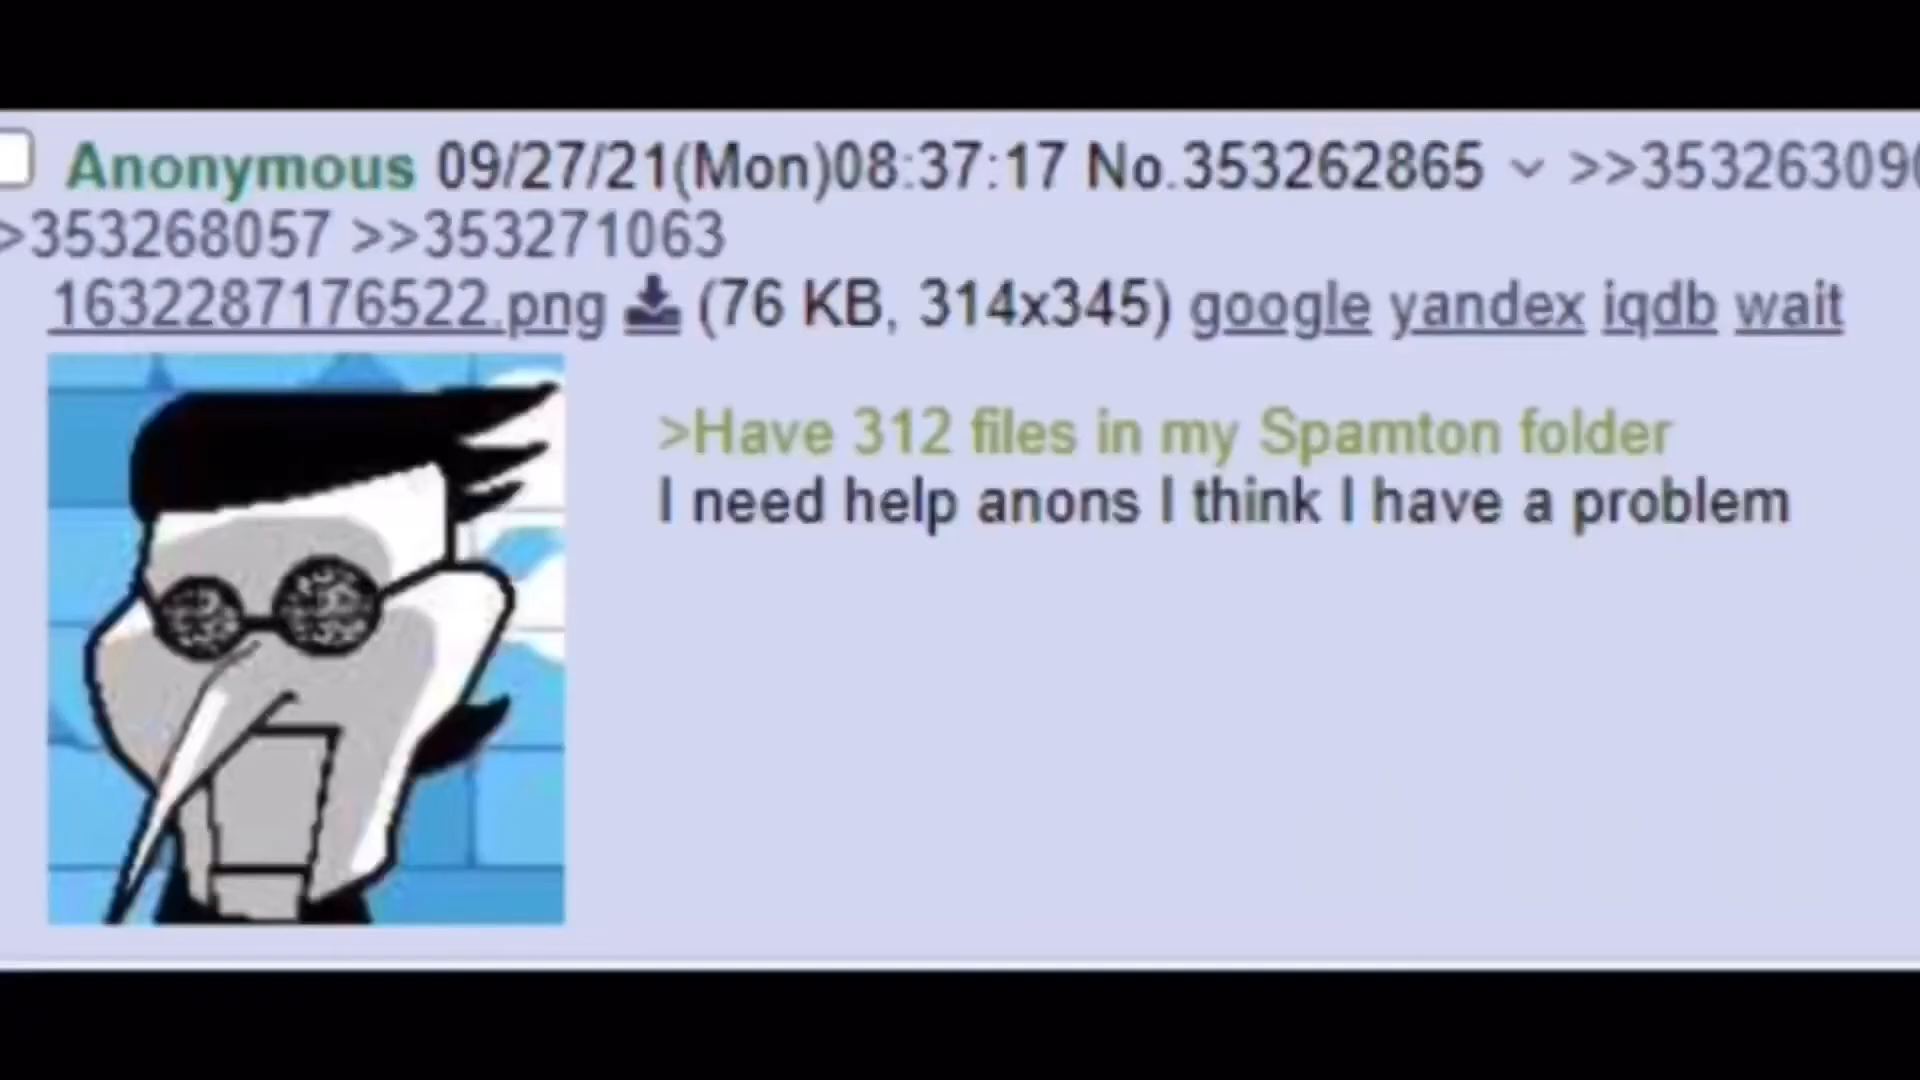 Anonymous 09/27/21(Mon)08:37:17 No.353262865 >>35326309
>353268057 >>353271063
1632287176522.png (76 KB, 314x345) google yandex iqdb wait
>Have 312 files in my Spamton folder
I need help anons I think I have a problem